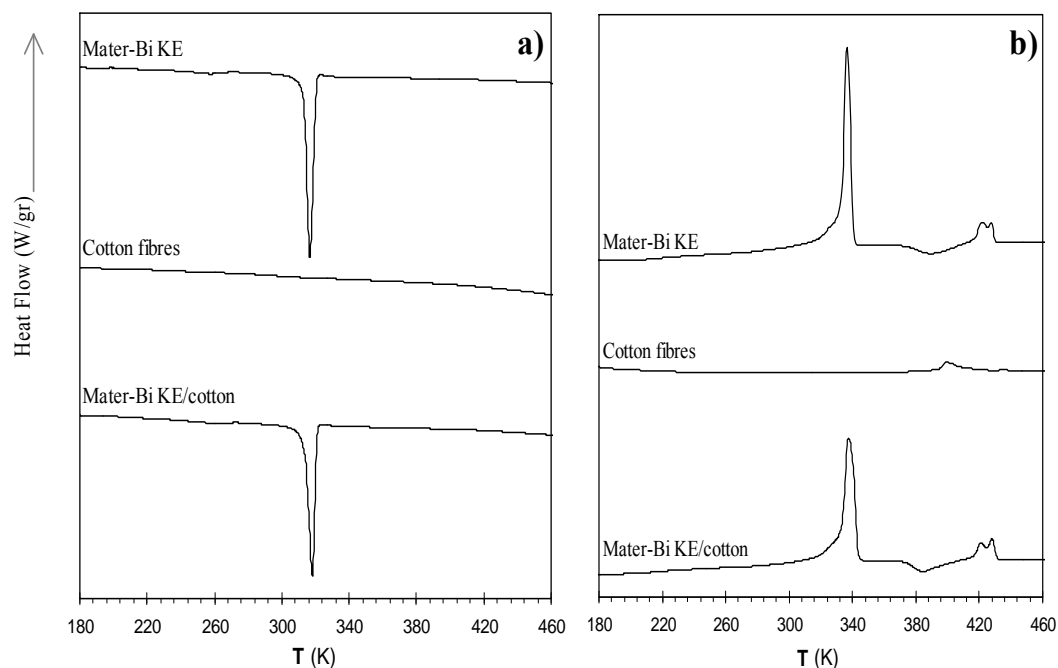 a)
Mater-Bi KE
Cotton fibres
Mater-Bi KE/cotton
Heat Flow (W/gr)
180 220 260 300 340 380 420 460
T (K)
b)
Mater-Bi KE
Cotton fibres
Mater-Bi KE/cotton
180 220 260 300 340 380 420 460
T (K)